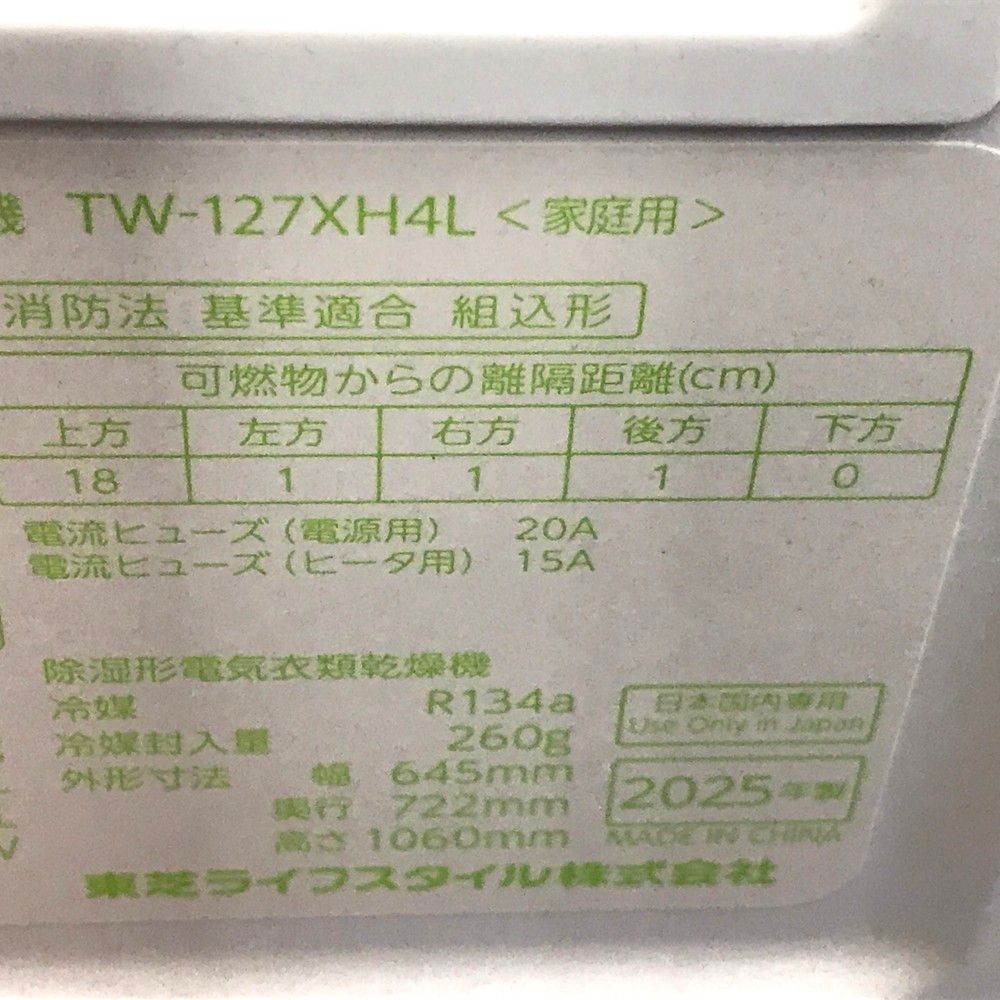 機 TW-127XH4L <家庭用>
消防法 基準適合 組込形
可燃物からの離隔距離(cm)
上方 左方 右方 後方 下方
18 1 1 1 0
電流ヒューズ(電源用) 20A
電流ヒューズ(ヒータ用) 15A
除湿形電気衣類乾燥機
冷媒 R134a
冷媒封入量 260g
外形寸法 幅 645mm
奥行 722mm
高さ 1060mm
日本国内専用
Use Only in Japan
2025年製
MADE IN CHINA
東芝ライフスタイル株式会社